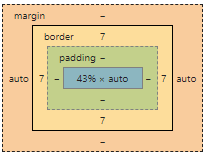 margin –
border 7
padding –
auto 7 – 43% × auto – 7 auto
–
7
–